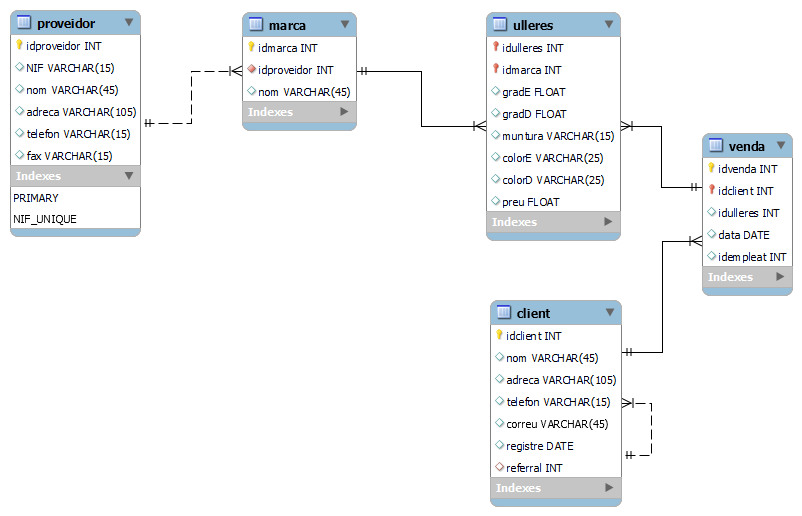 proveidor
idproveidor INT
NIF VARCHAR(15)
nom VARCHAR(45)
adreca VARCHAR(105)
telefon VARCHAR(15)
fax VARCHAR(15)
Indexes
PRIMARY
NIF_UNIQUE
marca
idmarca INT
idproveidor INT
nom VARCHAR(45)
Indexes
ulleres
idulleres INT
idmarca INT
gradE FLOAT
gradD FLOAT
muntura VARCHAR(15)
colorE VARCHAR(25)
colorD VARCHAR(25)
preu FLOAT
Indexes
venda
idvenda INT
idclient INT
idulleres INT
data DATE
idempleat INT
Indexes
client
idclient INT
nom VARCHAR(45)
adreca VARCHAR(105)
telefon VARCHAR(15)
correu VARCHAR(45)
registre DATE
referral INT
Indexes